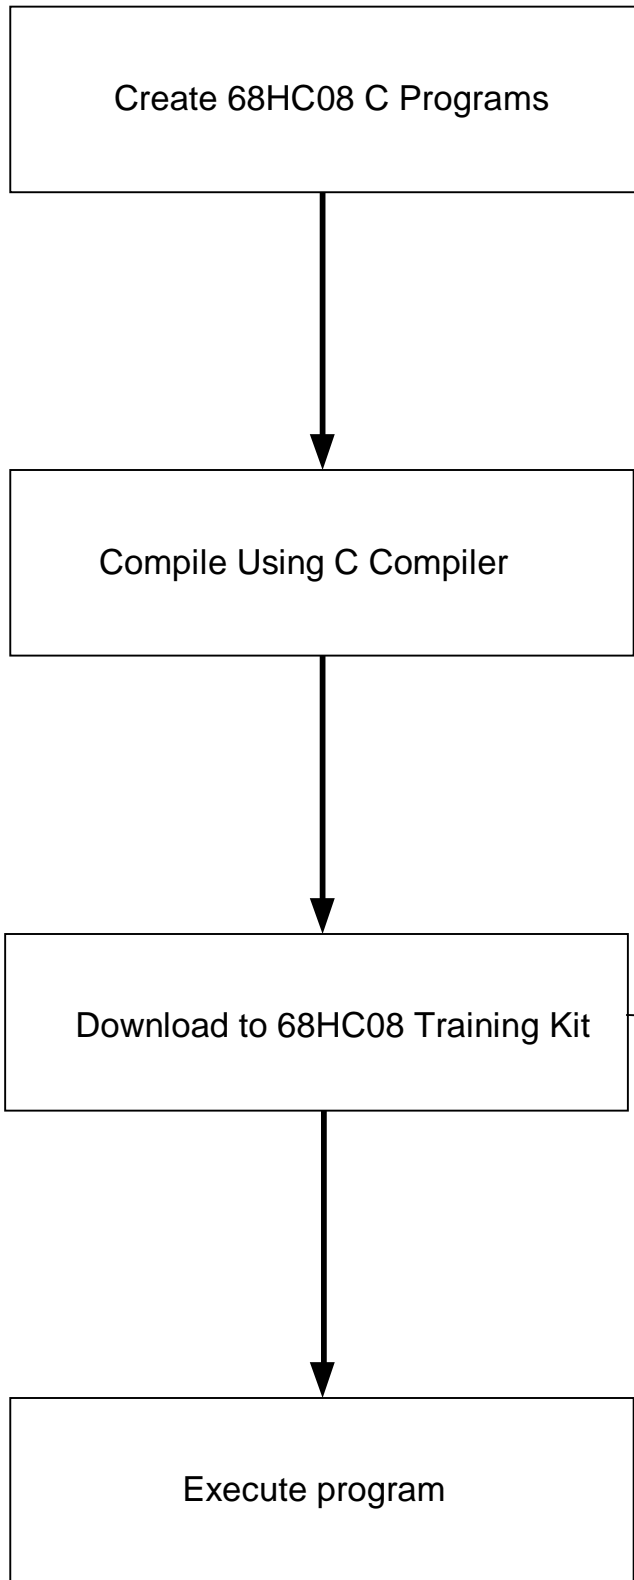 Create 68HC08 C Programs
Compile Using C Compiler
Download to 68HC08 Training Kit
Execute program